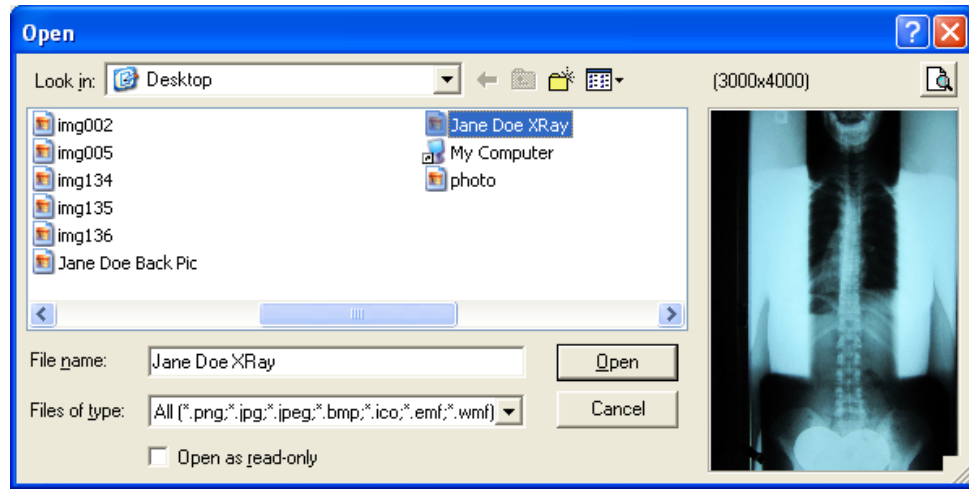 Open
Look in: Desktop
(3000x4000)
img002
img005
img134
img135
img136
Jane Doe Back Pic
Jane Doe XRay
My Computer
photo
File name: Jane Doe XRay
Open
Files of type: All (*.png;*.jpg;*.jpeg;*.bmp;*.ico;*.emf;*.wmf)
Cancel
Open as read-only